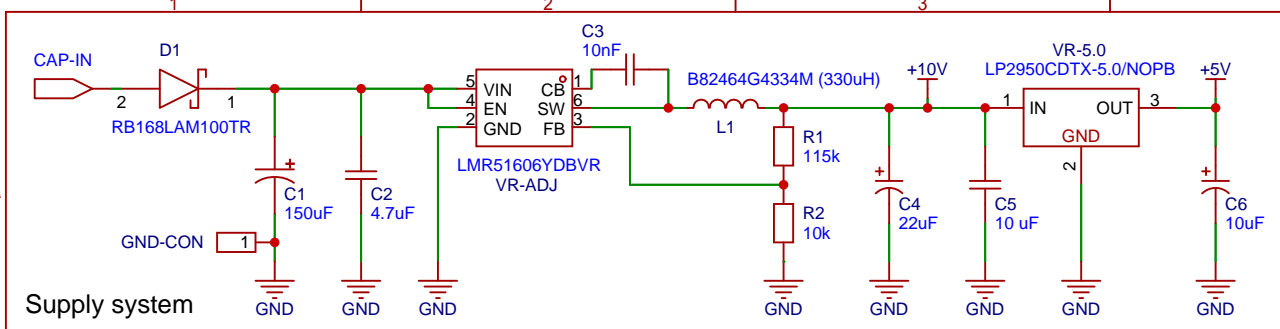 1
2
3
CAP-IN
D1
2
1
RB168LAM100TR
C1
150uF
C2
4.7uF
GND-CON
1
5
4
2
VIN
EN
GND
CB
SW
FB
1
6
3
LMR51606YDBVR
VR-ADJ
C3
10nF
B82464G4334M (330uH)
L1
R1
115k
R2
10k
+10V
C4
22uF
C5
10 uF
VR-5.0
LP2950CDTX-5.0/NOPB
1
IN
OUT
3
GND
2
+5V
C6
10uF
GND
GND
GND
GND
GND
GND
GND
GND
Supply system